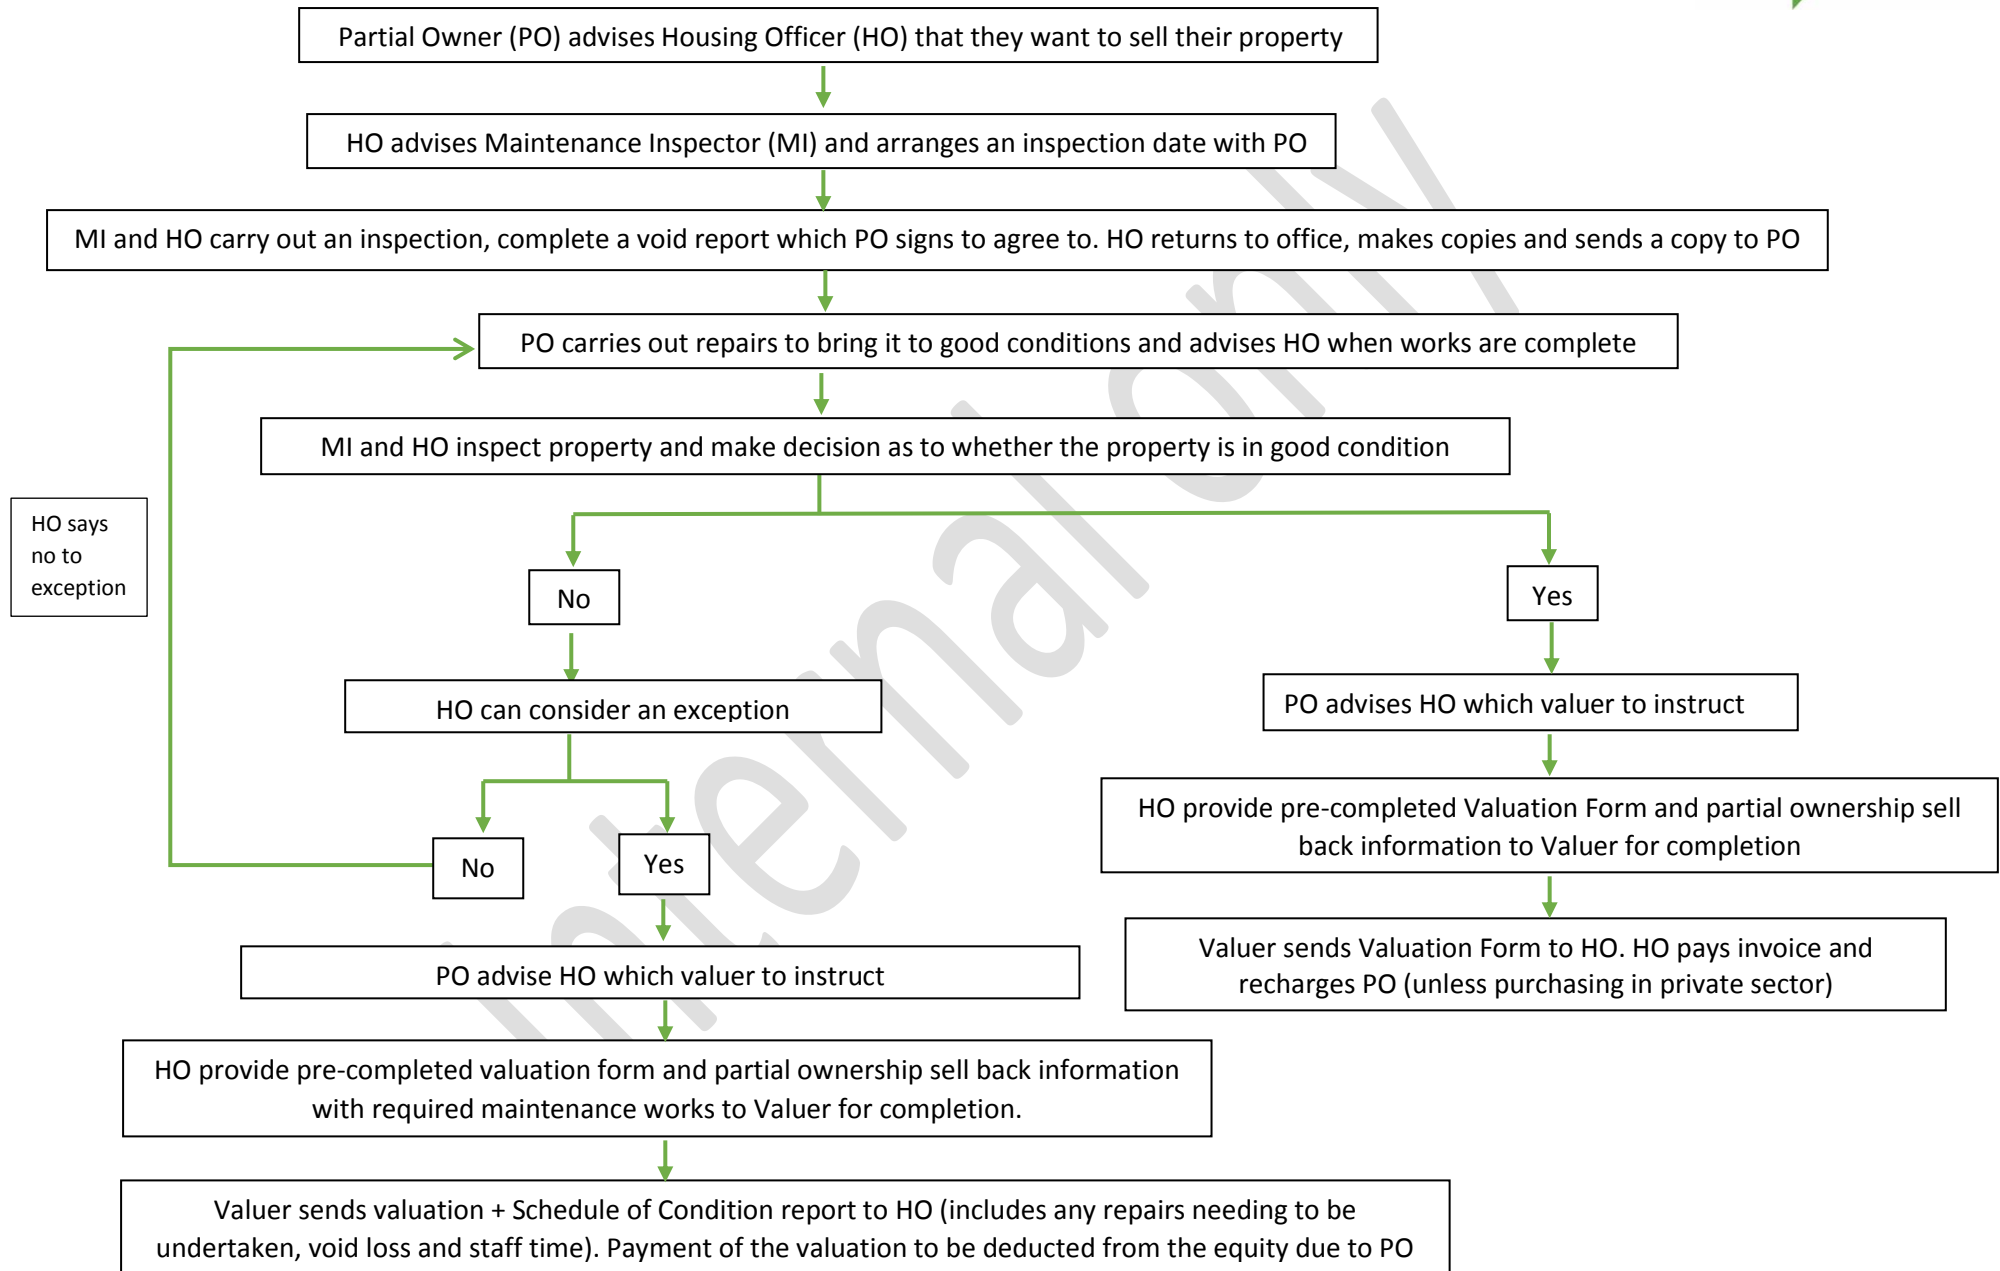 Partial Owner (PO) advises Housing Officer (HO) that they want to sell their property
HO advises Maintenance Inspector (MI) and arranges an inspection date with PO
MI and HO carry out an inspection, complete a void report which PO signs to agree to. HO returns to office, makes copies and sends a copy to PO
PO carries out repairs to bring it to good conditions and advises HO when works are complete
MI and HO inspect property and make decision as to whether the property is in good condition
HO says
no to
exception
No
Yes
HO can consider an exception
PO advises HO which valuer to instruct
HO provide pre-completed Valuation Form and partial ownership sell
back information to Valuer for completion
No
Yes
Valuer sends Valuation Form to HO. HO pays invoice and
recharges PO (unless purchasing in private sector)
PO advise HO which valuer to instruct
HO provide pre-completed valuation form and partial ownership sell back information
with required maintenance works to Valuer for completion.
Valuer sends valuation + Schedule of Condition report to HO (includes any repairs needing to be
undertaken, void loss and staff time). Payment of the valuation to be deducted from the equity due to PO
Internal only